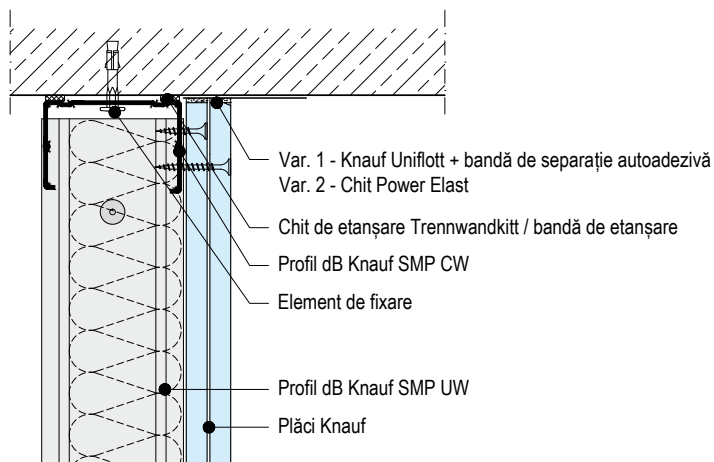 Var. 1 - Knauf Uniflott + bandă de separație autoadezivă
Var. 2 - Chit Power Elast
Chit de etanșare Trennwandkitt / bandă de etanșare
Profil dB Knauf SMP CW
Element de fixare
Profil dB Knauf SMP UW
Plăci Knauf